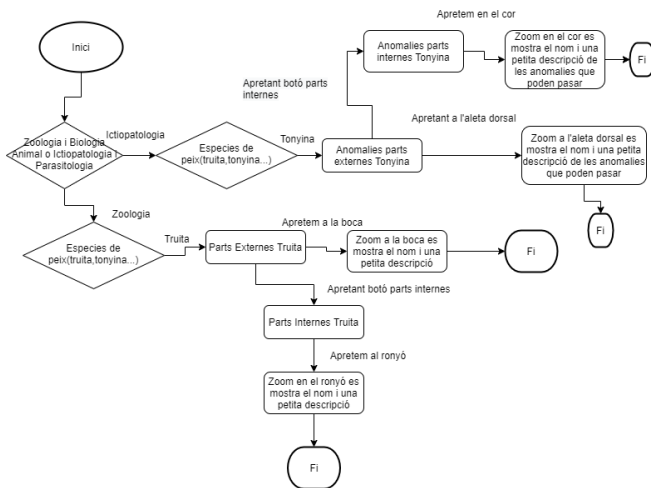 Inici
Zoologia i Biologia
Animal o Ictiopatologia I
Parasitologia
Ictiopatologia
Especies de
peix(truita,tonyina...)
Tonyina
Anomalies parts
externes Tonyina
Apretant botó parts
internes
Anomalies parts
internes Tonyina
Apretem en el cor
Zoom en el cor es
mostra el nom i una
petita descripció de
les anomalies que
poden pasar
Fi
Apretant a l'aleta dorsal
Zoom a l'aleta dorsal es
mostra el nom i una petita
descripció de les anomalies
que poden pasar
Fi
Zoologia
Especies de
peix(truita,tonyina...)
Truita
Parts Externes Truita
Apretem a la boca
Zoom a la boca es
mostra el nom i una
petita descripció
Fi
Apretant botó parts internes
Parts Internes Truita
Apretem al ronyó
Zoom en el ronyó es
mostra el nom i una
petita descripció
Fi